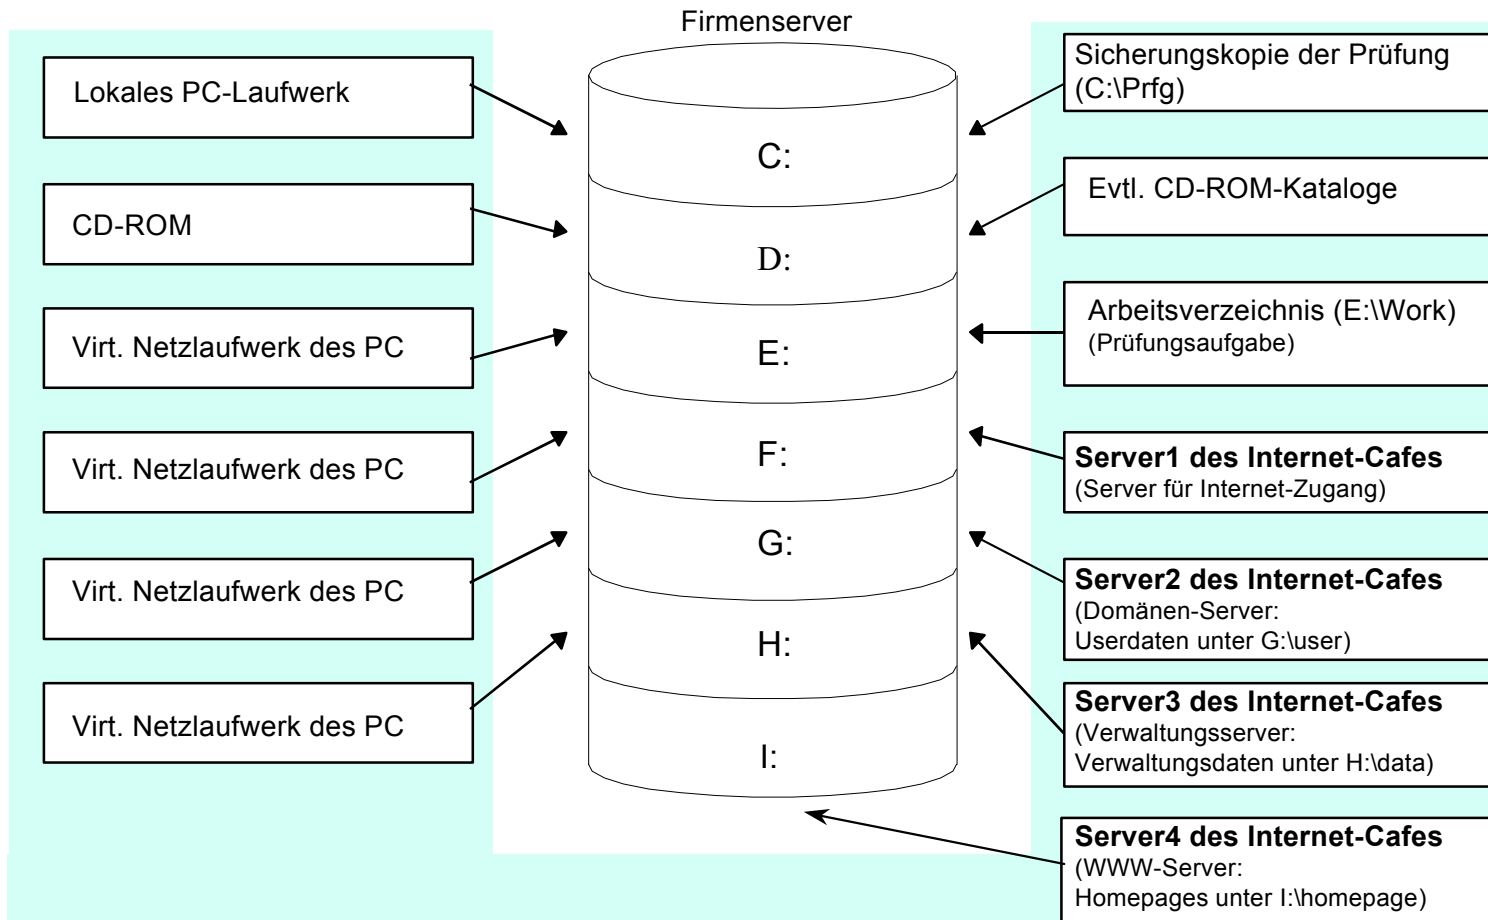 Firmenserver
Lokales PC-Laufwerk
CD-ROM
Virt. Netzlaufwerk des PC
Virt. Netzlaufwerk des PC
Virt. Netzlaufwerk des PC
Virt. Netzlaufwerk des PC
C:
D:
E:
F:
G:
H:
I:
Sicherungskopie der Prüfung
(C:\Prfg)
Evtl. CD-ROM-Kataloge
Arbeitsverzeichnis (E:\Work)
(Prüfungsaufgabe)
Server1 des Internet-Cafes
(Server für Internet-Zugang)
Server2 des Internet-Cafes
(Domänen-Server:
Userdaten unter G:\user)
Server3 des Internet-Cafes
(Verwaltungsserver:
Verwaltungsdaten unter H:\data)
Server4 des Internet-Cafes
(WWW-Server:
Homepages unter I:\homepage)